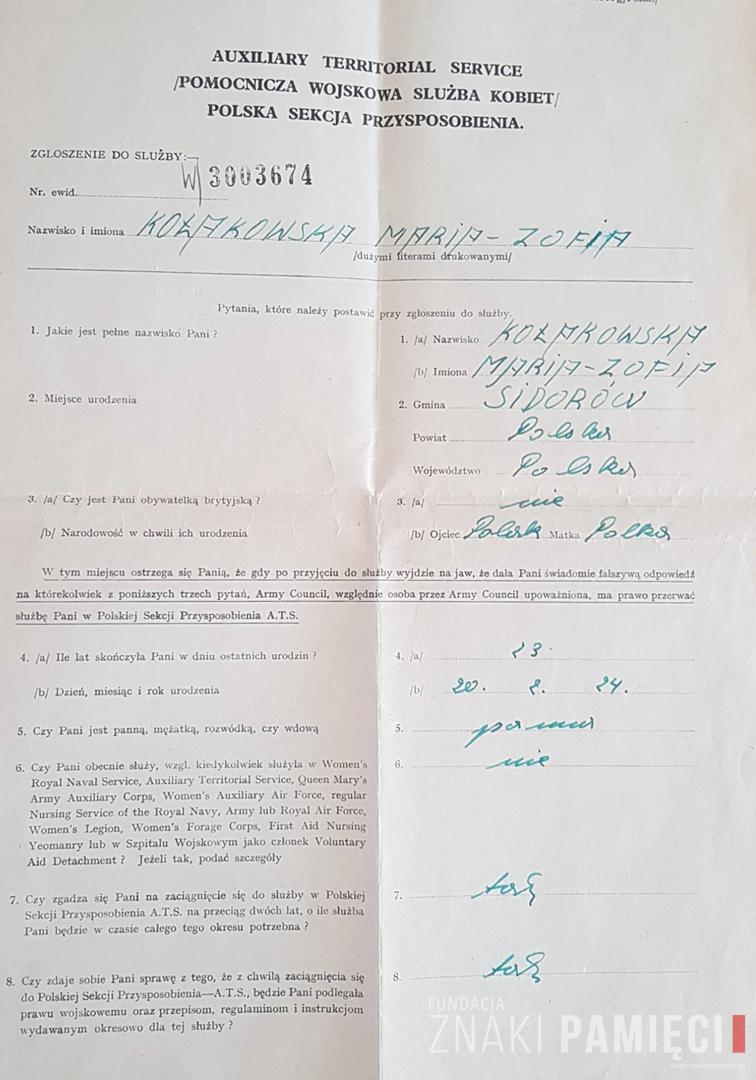 AUXILIARY TERRITORIAL SERVICE
/POMOCNICZA WOJSKOWA SLUŻBA KOBIET/
POLSKA SEKCJA PRZYSPOSOBIENIA.
ZGLOSZENIE DO SLUŻBY:—
Nr. ewid. W/3003674
Nazwisko i imiona KOŁAKOWSKA MARIA-ZOFIA
/dużymi literami drukowanymi/
Pytania, które należy postawić przy zgłoszeniu do służby.
1. Jakie jest pełne nazwisko Pani ? 1. /a/ Nazwisko KOŁAKOWSKA
/b/ Imiona MARIA-ZOFIA
2. Miejsce urodzenia 2. Gmina SIDORÓW
Powiat Polska
Województwo Polska
3. /a/ Czy jest Pani obywatelką brytyjską ? 3. /a/ nie
/b/ Narodowość w chwili ich urodzenia /b/ Ojciec Polak Matka Polka
W tym miejscu ostrzega się Panią, że gdy po przyjęciu do służby wyjdzie na jaw, że dala Pani świadomie falszywą odpowiedź
na którekolwiek z poniższych trzech pytań, Army Council, względnie osoba przez Army Council upoważniona, ma prawo przerwać
służbę Pani w Polskiej Sekcji Przysposobienia A.T.S.
4. /a/ Ile lat skończyła Pani w dniu ostatnich urodzin ? 4. /a/ 23.
/b/ Dzień, miesiąc i rok urodzenia /b/ 20. 2. 24.
5. Czy Pani jest panną, mężatką, rozwódką, czy wdową 5. panna
6. Czy Pani obecnie służy, wzgl. kiedykolwiek służyla w Women's 6. nie
Royal Naval Service, Auxiliary Territorial Service, Queen Mary's
Army Auxiliary Corps, Women's Auxiliary Air Force, regular
Nursing Service of the Royal Navy, Army lub Royal Air Force,
Women's Legion, Women's Forage Corps, First Aid Nursing
Yeomanry lub w Szpitalu Wojskowym jako członek Voluntary
Aid Detachment ? Jeżeli tak, podać szczegóły
7. Czy zgadza się Pani na zaciągnięcie się do służby w Polskiej 7. tak
Sekcji Przysposobienia A.T.S. na przeciąg dwóch lat, o ile służba
Pani będzie w czasie całego tego okresu potrzebna ?
8. Czy zdaje sobie Pani sprawę z tego, że z chwilą zaciągnięcia się 8. tak
do Polskiej Sekcji Przysposobienia—A.T.S., będzie Pani podlegała
prawu wojskowemu oraz przepisom, regulaminom i instrukcjom
wydawanym okresowo dla tej służby ?
FUNDACJA
ZNAKI PAMIĘCI
www.znakipamieci.pl